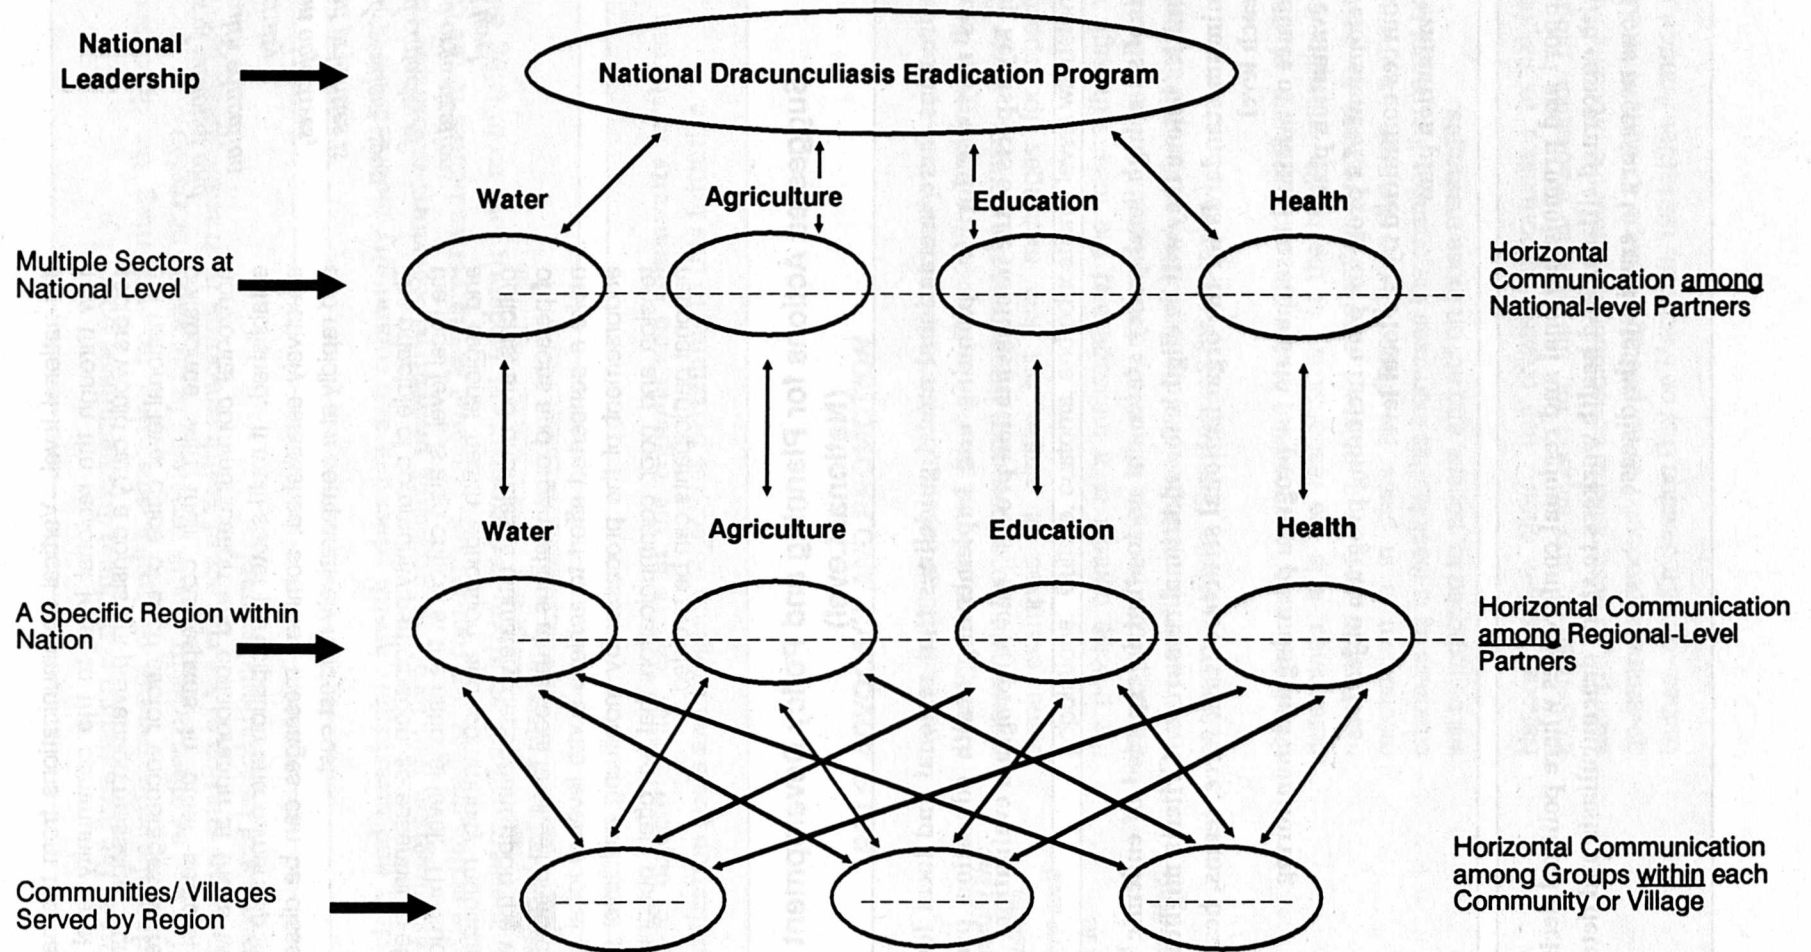 National
Leadership
National Dracunculiasis Eradication Program
Water
Agriculture
Education
Health
Multiple Sectors at
National Level
Horizontal
Communication among
National-level Partners
Water
Agriculture
Education
Health
A Specific Region within
Nation
Horizontal Communication
among Regional-Level
Partners
Communities/ Villages
Served by Region
Horizontal Communication
among Groups within each
Community or Village